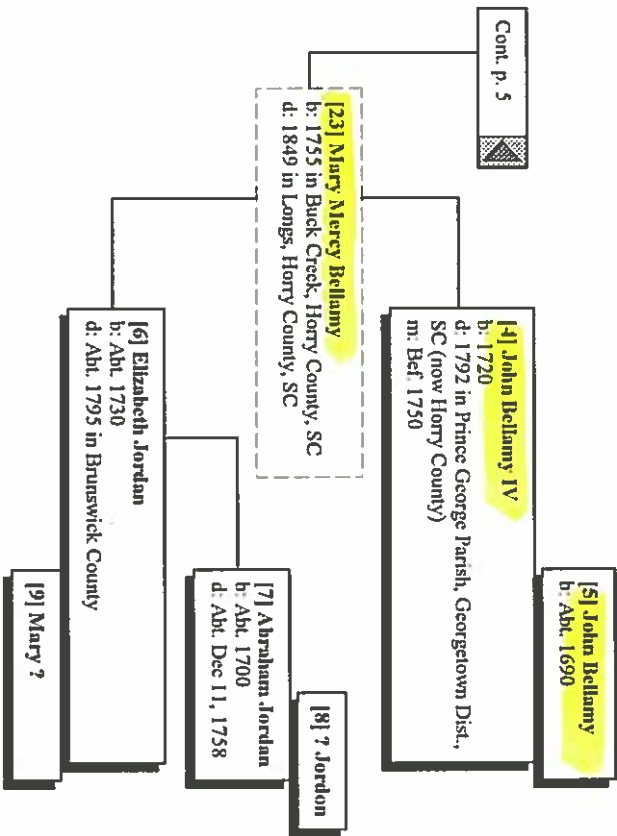 Cont. p. 5
[23] Mary Mercy Bellamy
b: 1755 in Buck Creek, Horry County, SC
d: 1849 in Longs, Horry County, SC
[4] John Bellamy IV
b: 1720
d: 1792 in Prince George Parish, Georgetown Dist.,
SC (now Horry County)
m: Bef. 1750
[5] John Bellamy
b: Abt. 1690
[6] Elizabeth Jordan
b: Abt. 1730
d: Abt. 1795 in Brunswick County
[7] Abraham Jordan
b: Abt. 1700
d: Abt. Dec 11, 1758
[8] ? Jordon
[9] Mary ?